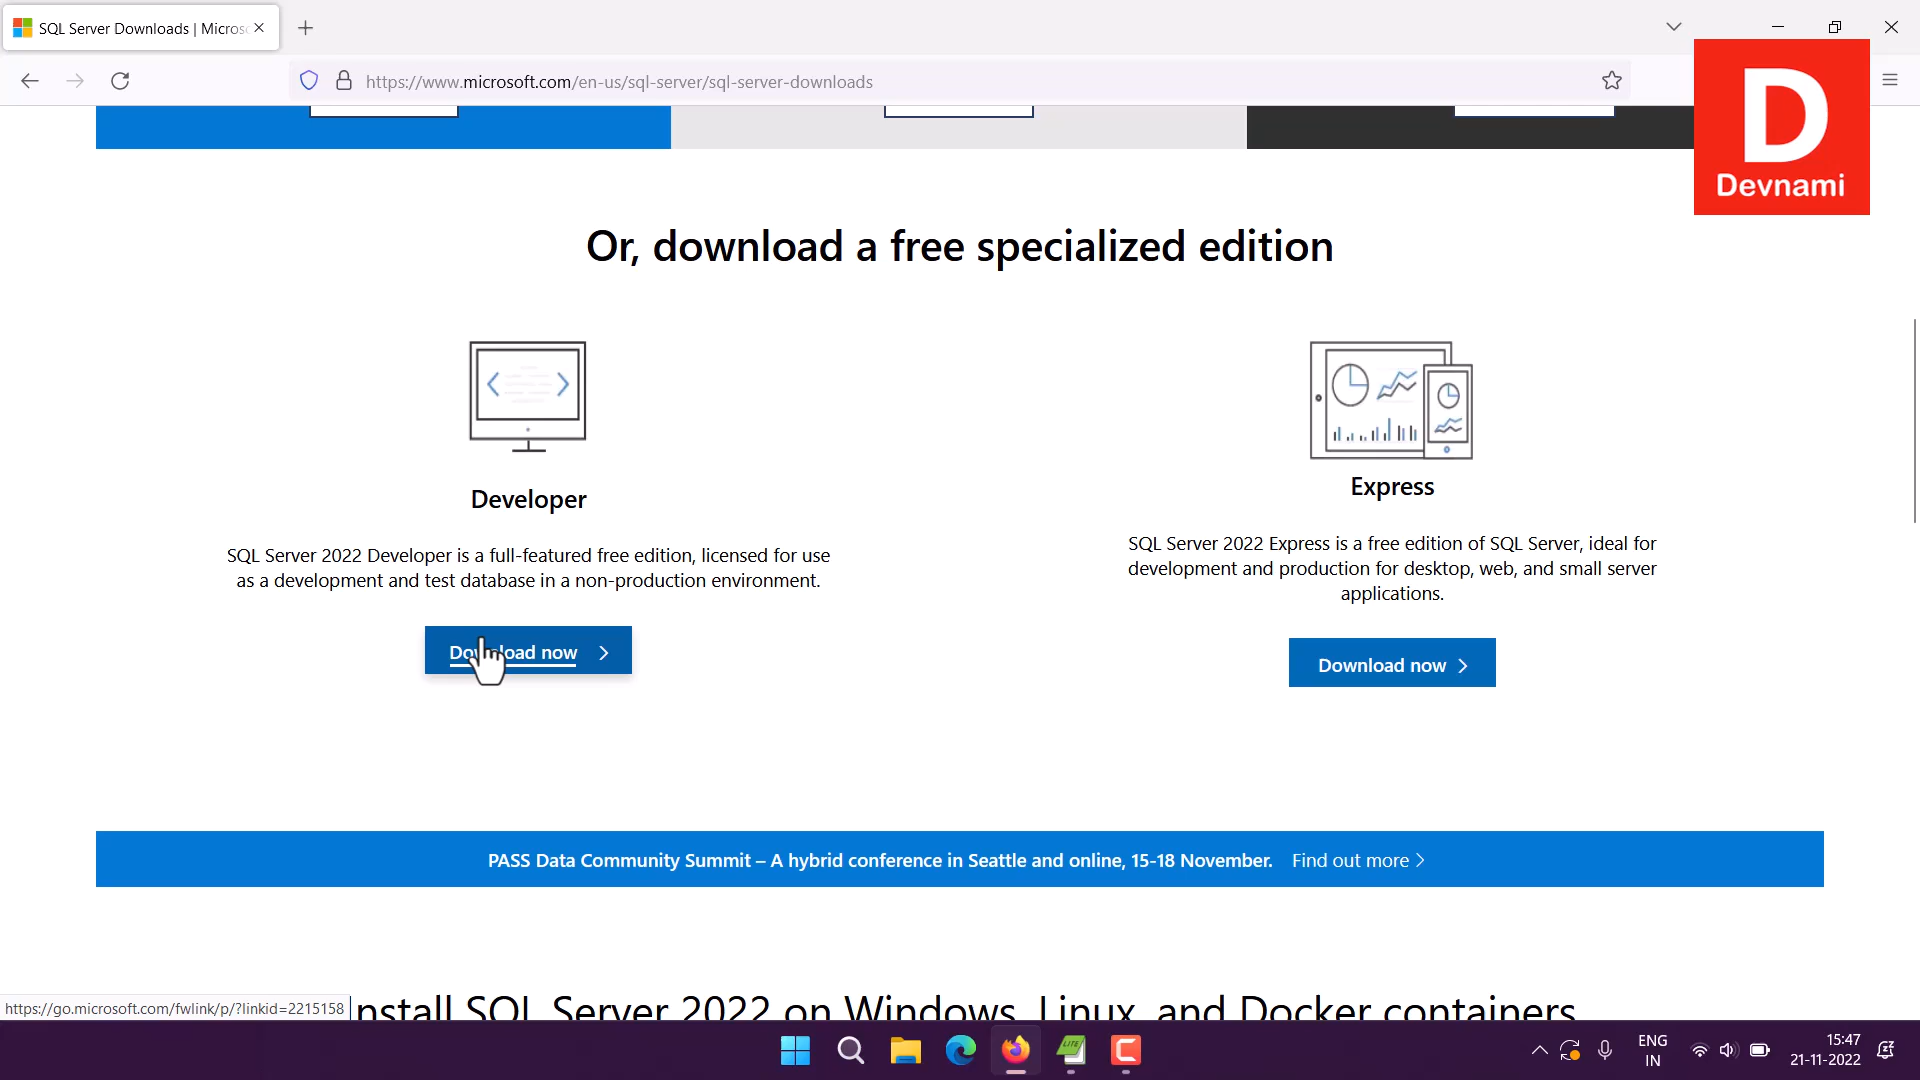 SQL Server Downloads | Micros
https://www.microsoft.com/en-us/sql-server/sql-server-downloads
D
Devnami
Or, download a free specialized edition
Developer
SQL Server 2022 Developer is a full-featured free edition, licensed for use
as a development and test database in a non-production environment.
Download now
Express
SQL Server 2022 Express is a free edition of SQL Server, ideal for
development and production for desktop, web, and small server
applications.
Download now
PASS Data Community Summit – A hybrid conference in Seattle and online, 15-18 November. Find out more
nstall SQL Server 2022 on Windows, Linux, and Docker containers
https://go.microsoft.com/fwlink/p/?linkid=2215158
LITE
ENG
IN
15:47
21-11-2022